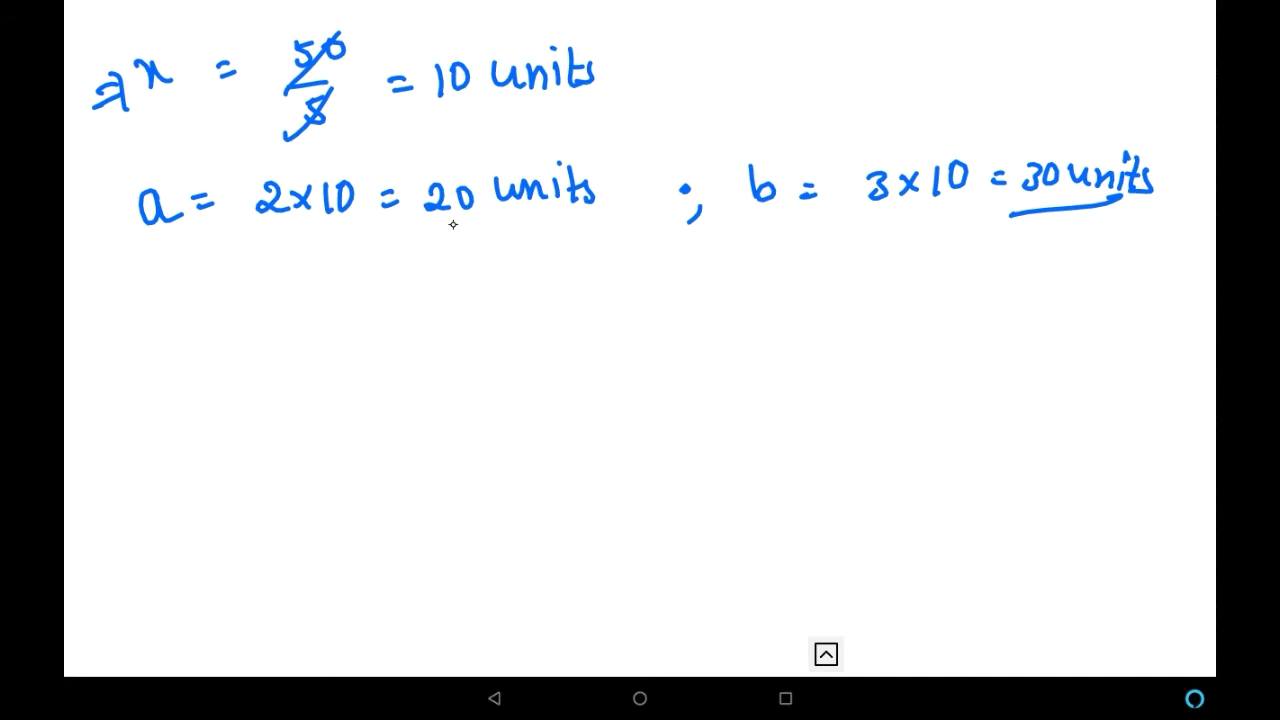 ⇒ x = 50/5 = 10 units
a = 2×10 = 20 units ; b = 3×10 = 30 units